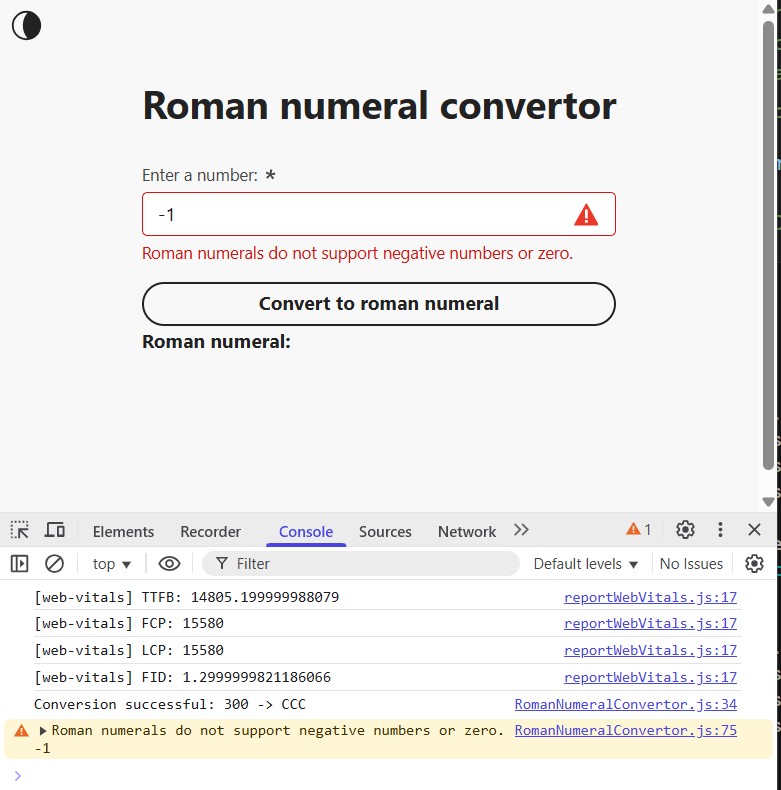 Roman numeral convertor
Enter a number: *
-1
Roman numerals do not support negative numbers or zero.
Convert to roman numeral
Roman numeral:
Elements Recorder Console Sources Network 1
top Filter Default levels No Issues
[web-vitals] TTFB: 14805.199999988079 reportWebVitals.js:17
[web-vitals] FCP: 15580 reportWebVitals.js:17
[web-vitals] LCP: 15580 reportWebVitals.js:17
[web-vitals] FID: 1.2999999821186066 reportWebVitals.js:17
Conversion successful: 300 -> CCC RomanNumeralConvertor.js:34
Roman numerals do not support negative numbers or zero. RomanNumeralConvertor.js:75
-1